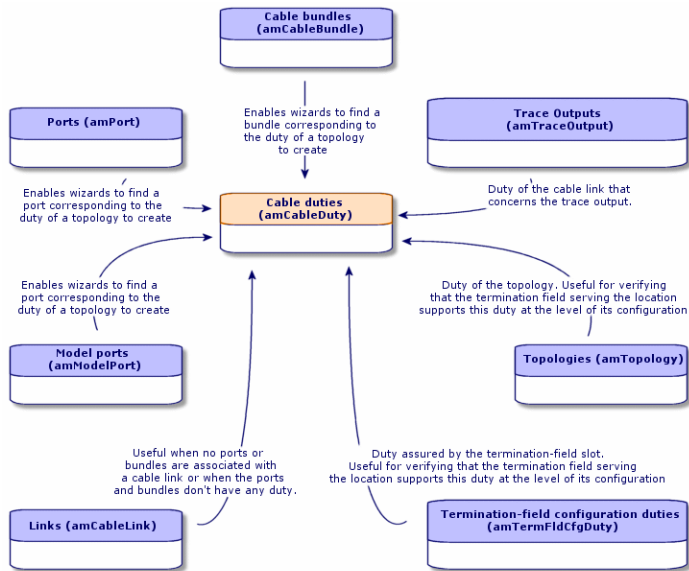 Cable bundles
(amCableBundle)
Ports (amPort)
Trace Outputs
(amTraceOutput)
Enables wizards to find a
bundle corresponding to
the duty of a topology
to create
Enables wizards to find a
port corresponding to the
duty of a topology to create
Cable duties
(amCableDuty)
Duty of the cable link that
concerns the trace output.
Enables wizards to find a
port corresponding to the
duty of a topology to create
Duty of the topology. Useful for verifying
that the termination field serving the location
supports this duty at the level of its configuration
Model ports
(amModelPort)
Topologies (amTopology)
Useful when no ports or
bundles are associated with
a cable link or when the ports
and bundles don't have any duty.
Duty assured by the termination-field slot.
Useful for verifying that the termination field serving
the location supports this duty at the level of its configuration
Links (amCableLink)
Termination-field configuration duties
(amTermFldCfgDuty)